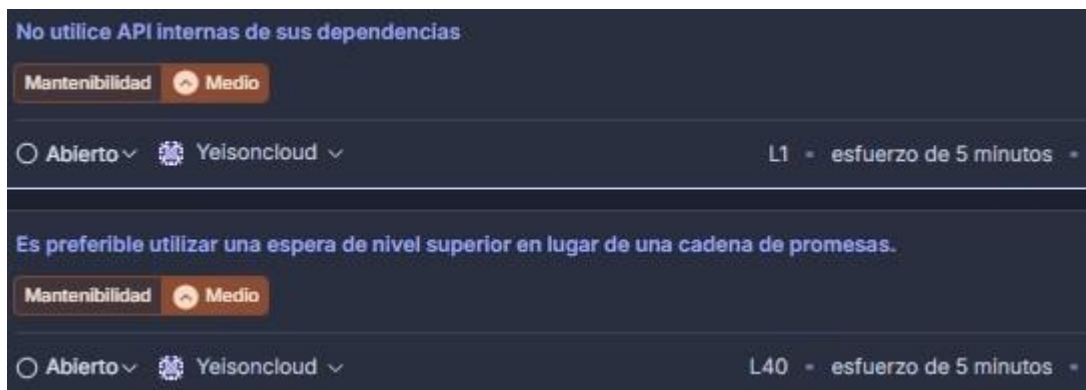 No utilice API internas de sus dependencias
Mantenibilidad Medio
Abierto Yeisoncloud L1 • esfuerzo de 5 minutos •
Es preferible utilizar una espera de nivel superior en lugar de una cadena de promesas.
Mantenibilidad Medio
Abierto Yeisoncloud L40 • esfuerzo de 5 minutos •